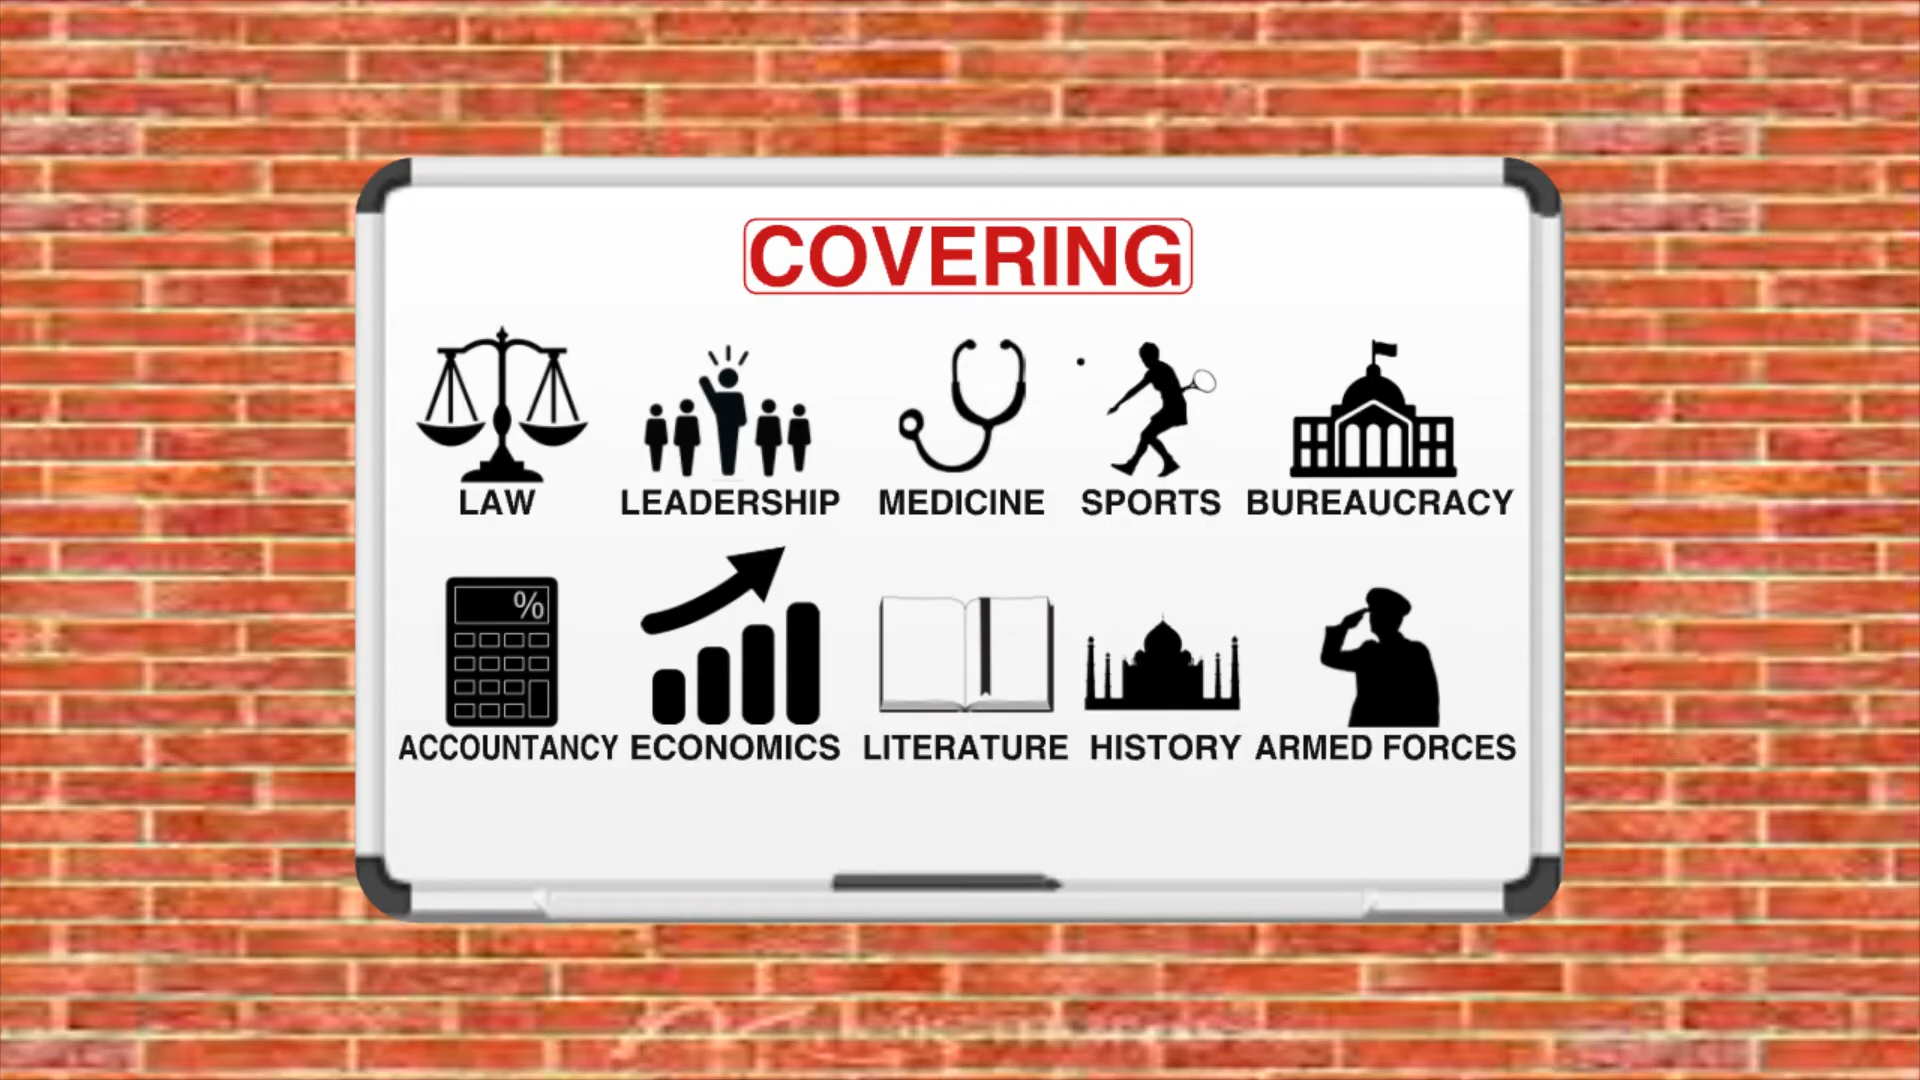 COVERING
LAW LEADERSHIP MEDICINE SPORTS BUREAUCRACY
%
ACCOUNTANCY ECONOMICS LITERATURE HISTORY ARMED FORCES